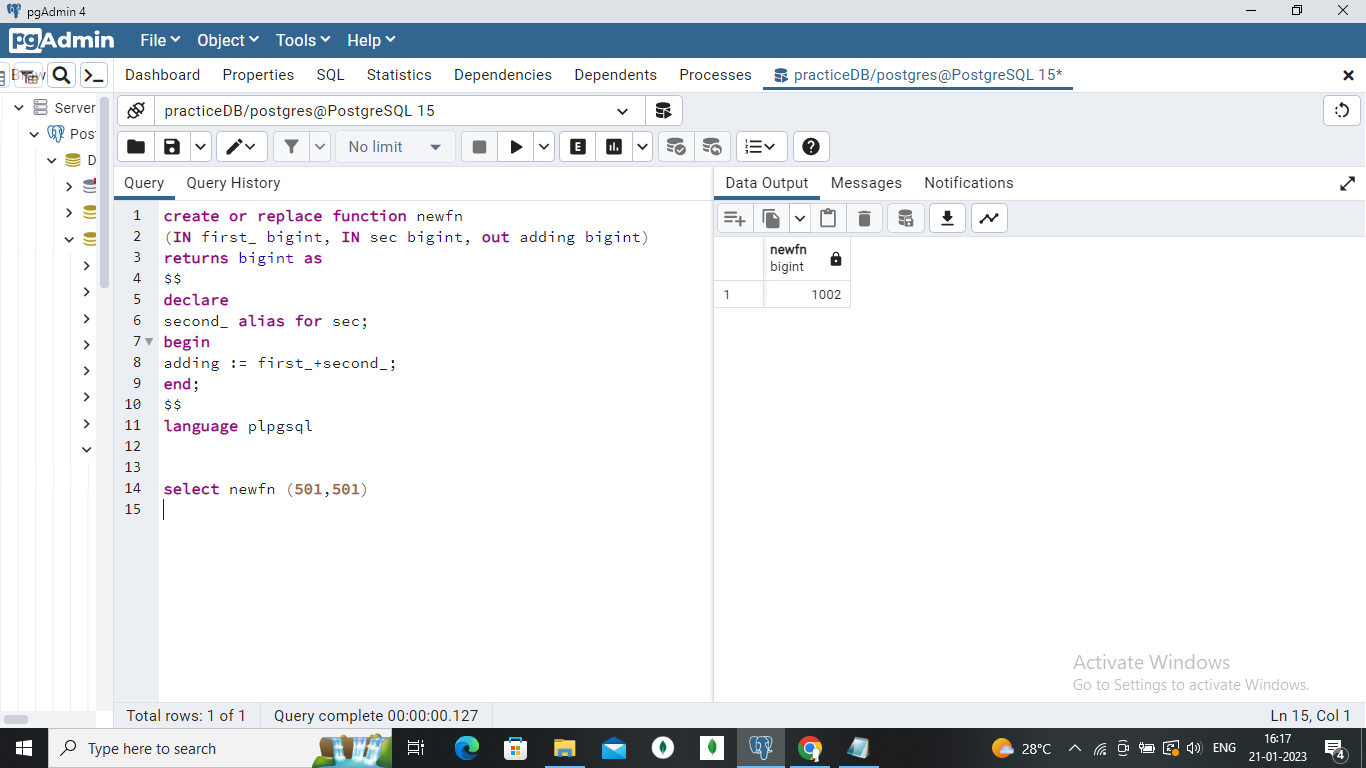 pgAdmin 4
pgAdmin File Object Tools Help
Dashboard Properties SQL Statistics Dependencies Dependents Processes practiceDB/postgres@PostgreSQL 15*
Server
Pos
D
practiceDB/postgres@PostgreSQL 15
No limit
E
Query Query History
1 create or replace function newfn
2 (IN first_ bigint, IN sec bigint, out adding bigint)
3 returns bigint as
4 $$
5 declare
6 second_ alias for sec;
7 begin
8 adding := first_+second_;
9 end;
10 $$
11 language plpgsql
12
13
14 select newfn (501,501)
15
Data Output Messages Notifications
newfn
bigint
1 1002
Activate Windows
Go to Settings to activate Windows.
Total rows: 1 of 1 Query complete 00:00:00.127 Ln 15, Col 1
Type here to search 28°C ENG 16:17
21-01-2023 4